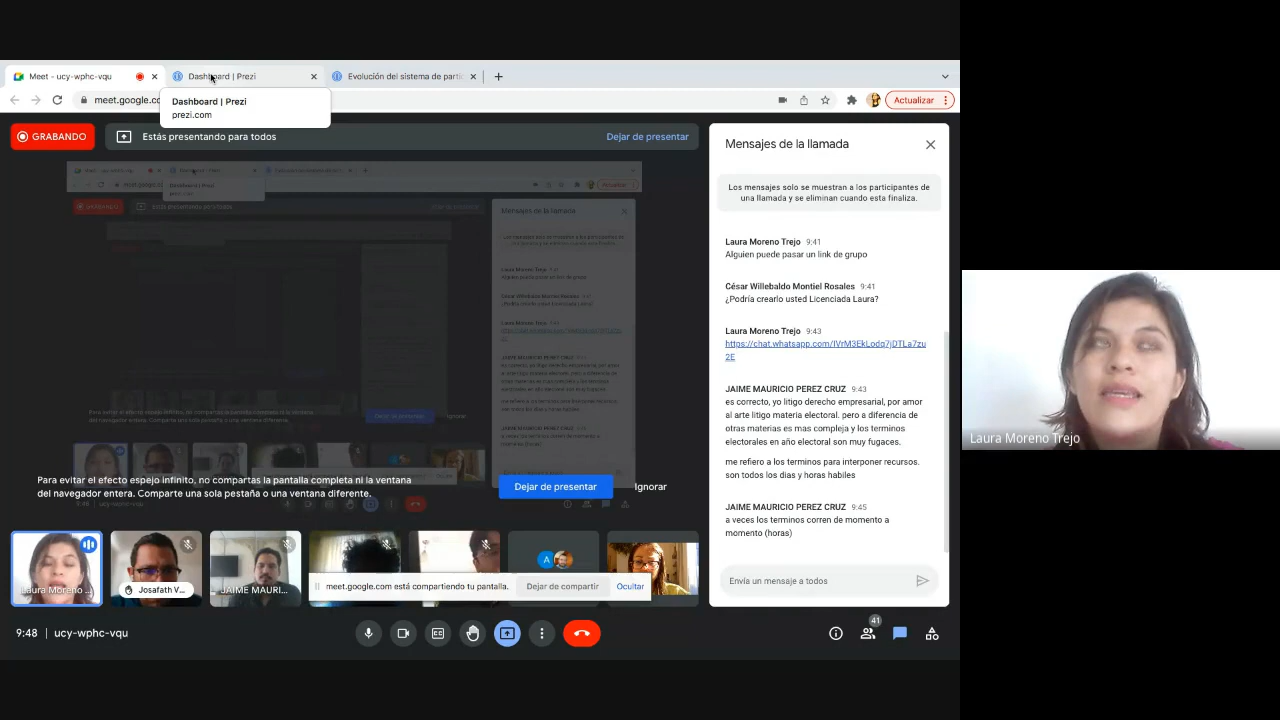 Meet - ucy-wphc-vqu
Dashboard | Prezi
Evolución del sistema de parti
meet.google.co
Actualizar
Dashboard | Prezi
prezi.com
GRABANDO
Estás presentando para todos
Dejar de presentar
Mensajes de la llamada
Los mensajes solo se muestran a los participantes de
una llamada y se eliminan cuando esta finaliza.
Laura Moreno Trejo 9:41
Alguien puede pasar un link de grupo
César Willebaldo Montiel Rosales 9:41
¿Podría crearlo usted Licenciada Laura?
Laura Moreno Trejo 9:43
https://chat.whatsapp.com/IVrM3EkLodq7jDTLa7zu
2E
JAIME MAURICIO PEREZ CRUZ 9:43
es correcto, yo litigo derecho empresarial, por amor
al arte litigo materia electoral. pero a diferencia de
otras materias es mas compleja y los terminos
electorales en año electoral son muy fugaces.
me refiero a los terminos para interponer recursos.
son todos los dias y horas habiles
JAIME MAURICIO PEREZ CRUZ 9:45
a veces los terminos corren de momento a
momento (horas)
Envía un mensaje a todos
Para evitar el efecto espejo infinito, no compartas la pantalla completa ni la ventana
del navegador entera. Comparte una sola pestaña o una ventana diferente.
Dejar de presentar
Ignorar
Laura Moreno ...
Josafath V...
JAIME MAURI...
A
meet.google.com está compartiendo tu pantalla.
Dejar de compartir
Ocultar
9:48 | ucy-wphc-vqu
41
Laura Moreno Trejo